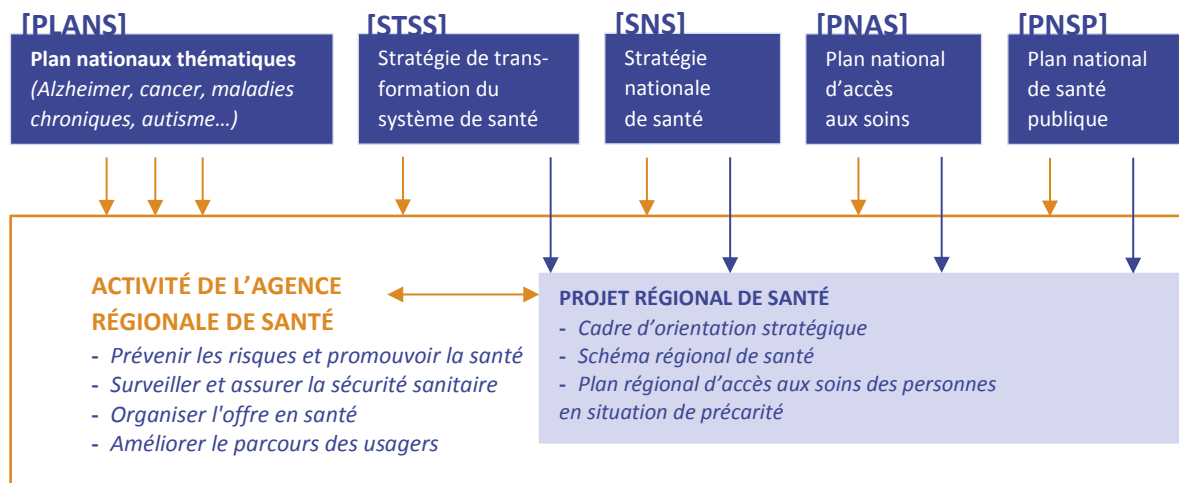 [PLANS]
Plan nationaux thématiques
(Alzheimer, cancer, maladies
chroniques, autisme…)
[STSS]
Stratégie de trans-
formation du
système de santé
[SNS]
Stratégie
nationale
de santé
[PNAS]
Plan national
d’accès
aux soins
[PNSP]
Plan national
de santé
publique
ACTIVITÉ DE L’AGENCE
RÉGIONALE DE SANTÉ
- Prévenir les risques et promouvoir la santé
- Surveiller et assurer la sécurité sanitaire
- Organiser l'offre en santé
- Améliorer le parcours des usagers
PROJET RÉGIONAL DE SANTÉ
- Cadre d’orientation stratégique
- Schéma régional de santé
- Plan régional d’accès aux soins des personnes
en situation de précarité